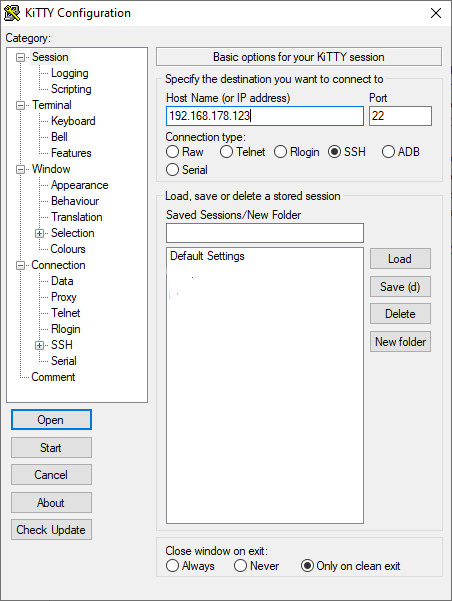 KiTTY Configuration
Category:
Session
Logging
Scripting
Terminal
Keyboard
Bell
Features
Window
Appearance
Behaviour
Translation
Selection
Colours
Connection
Data
Proxy
Telnet
Rlogin
SSH
Serial
Comment
Open
Start
Cancel
About
Check Update
Basic options for your KiTTY session
Specify the destination you want to connect to
Host Name (or IP address) Port
192.168.178.123 22
Connection type:
Raw Telnet Rlogin SSH ADB
Serial
Load, save or delete a stored session
Saved Sessions/New Folder
Default Settings
Load
Save (d)
Delete
New folder
Close window on exit:
Always Never Only on clean exit